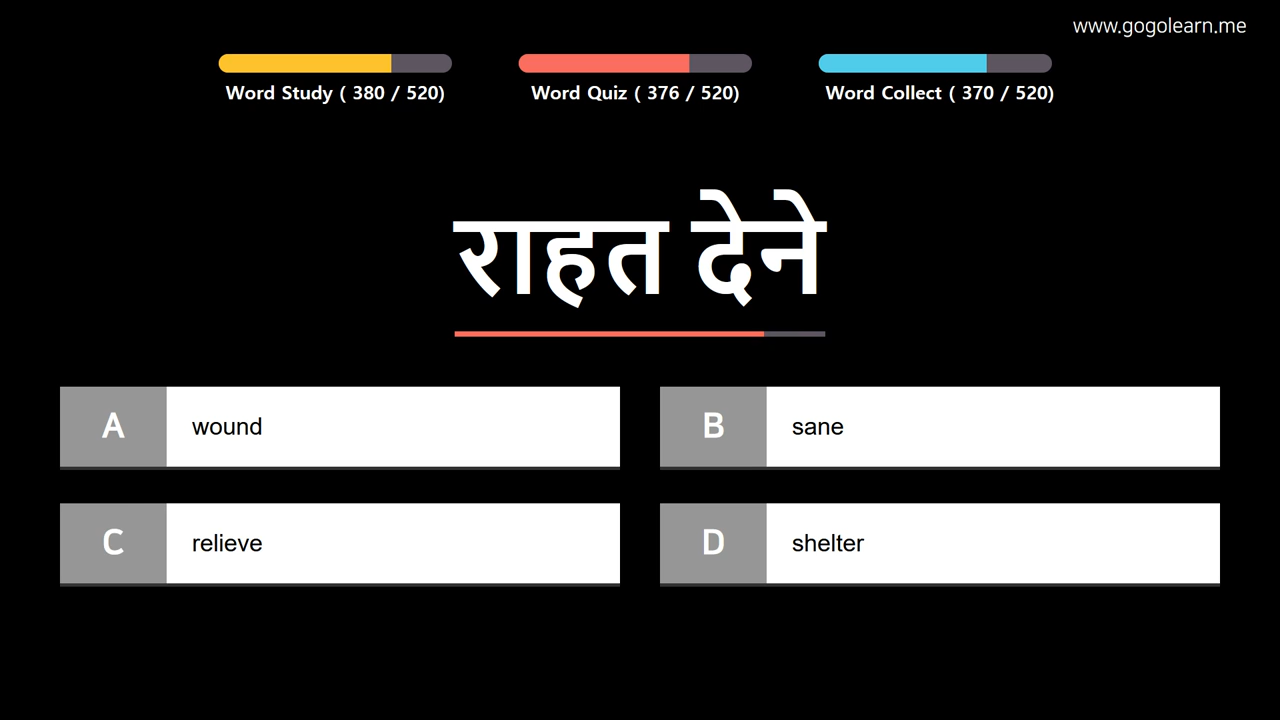 www.gogolearn.me
Word Study ( 380 / 520)
Word Quiz ( 376 / 520)
Word Collect ( 370 / 520)
राहत देने
A wound
B sane
C relieve
D shelter